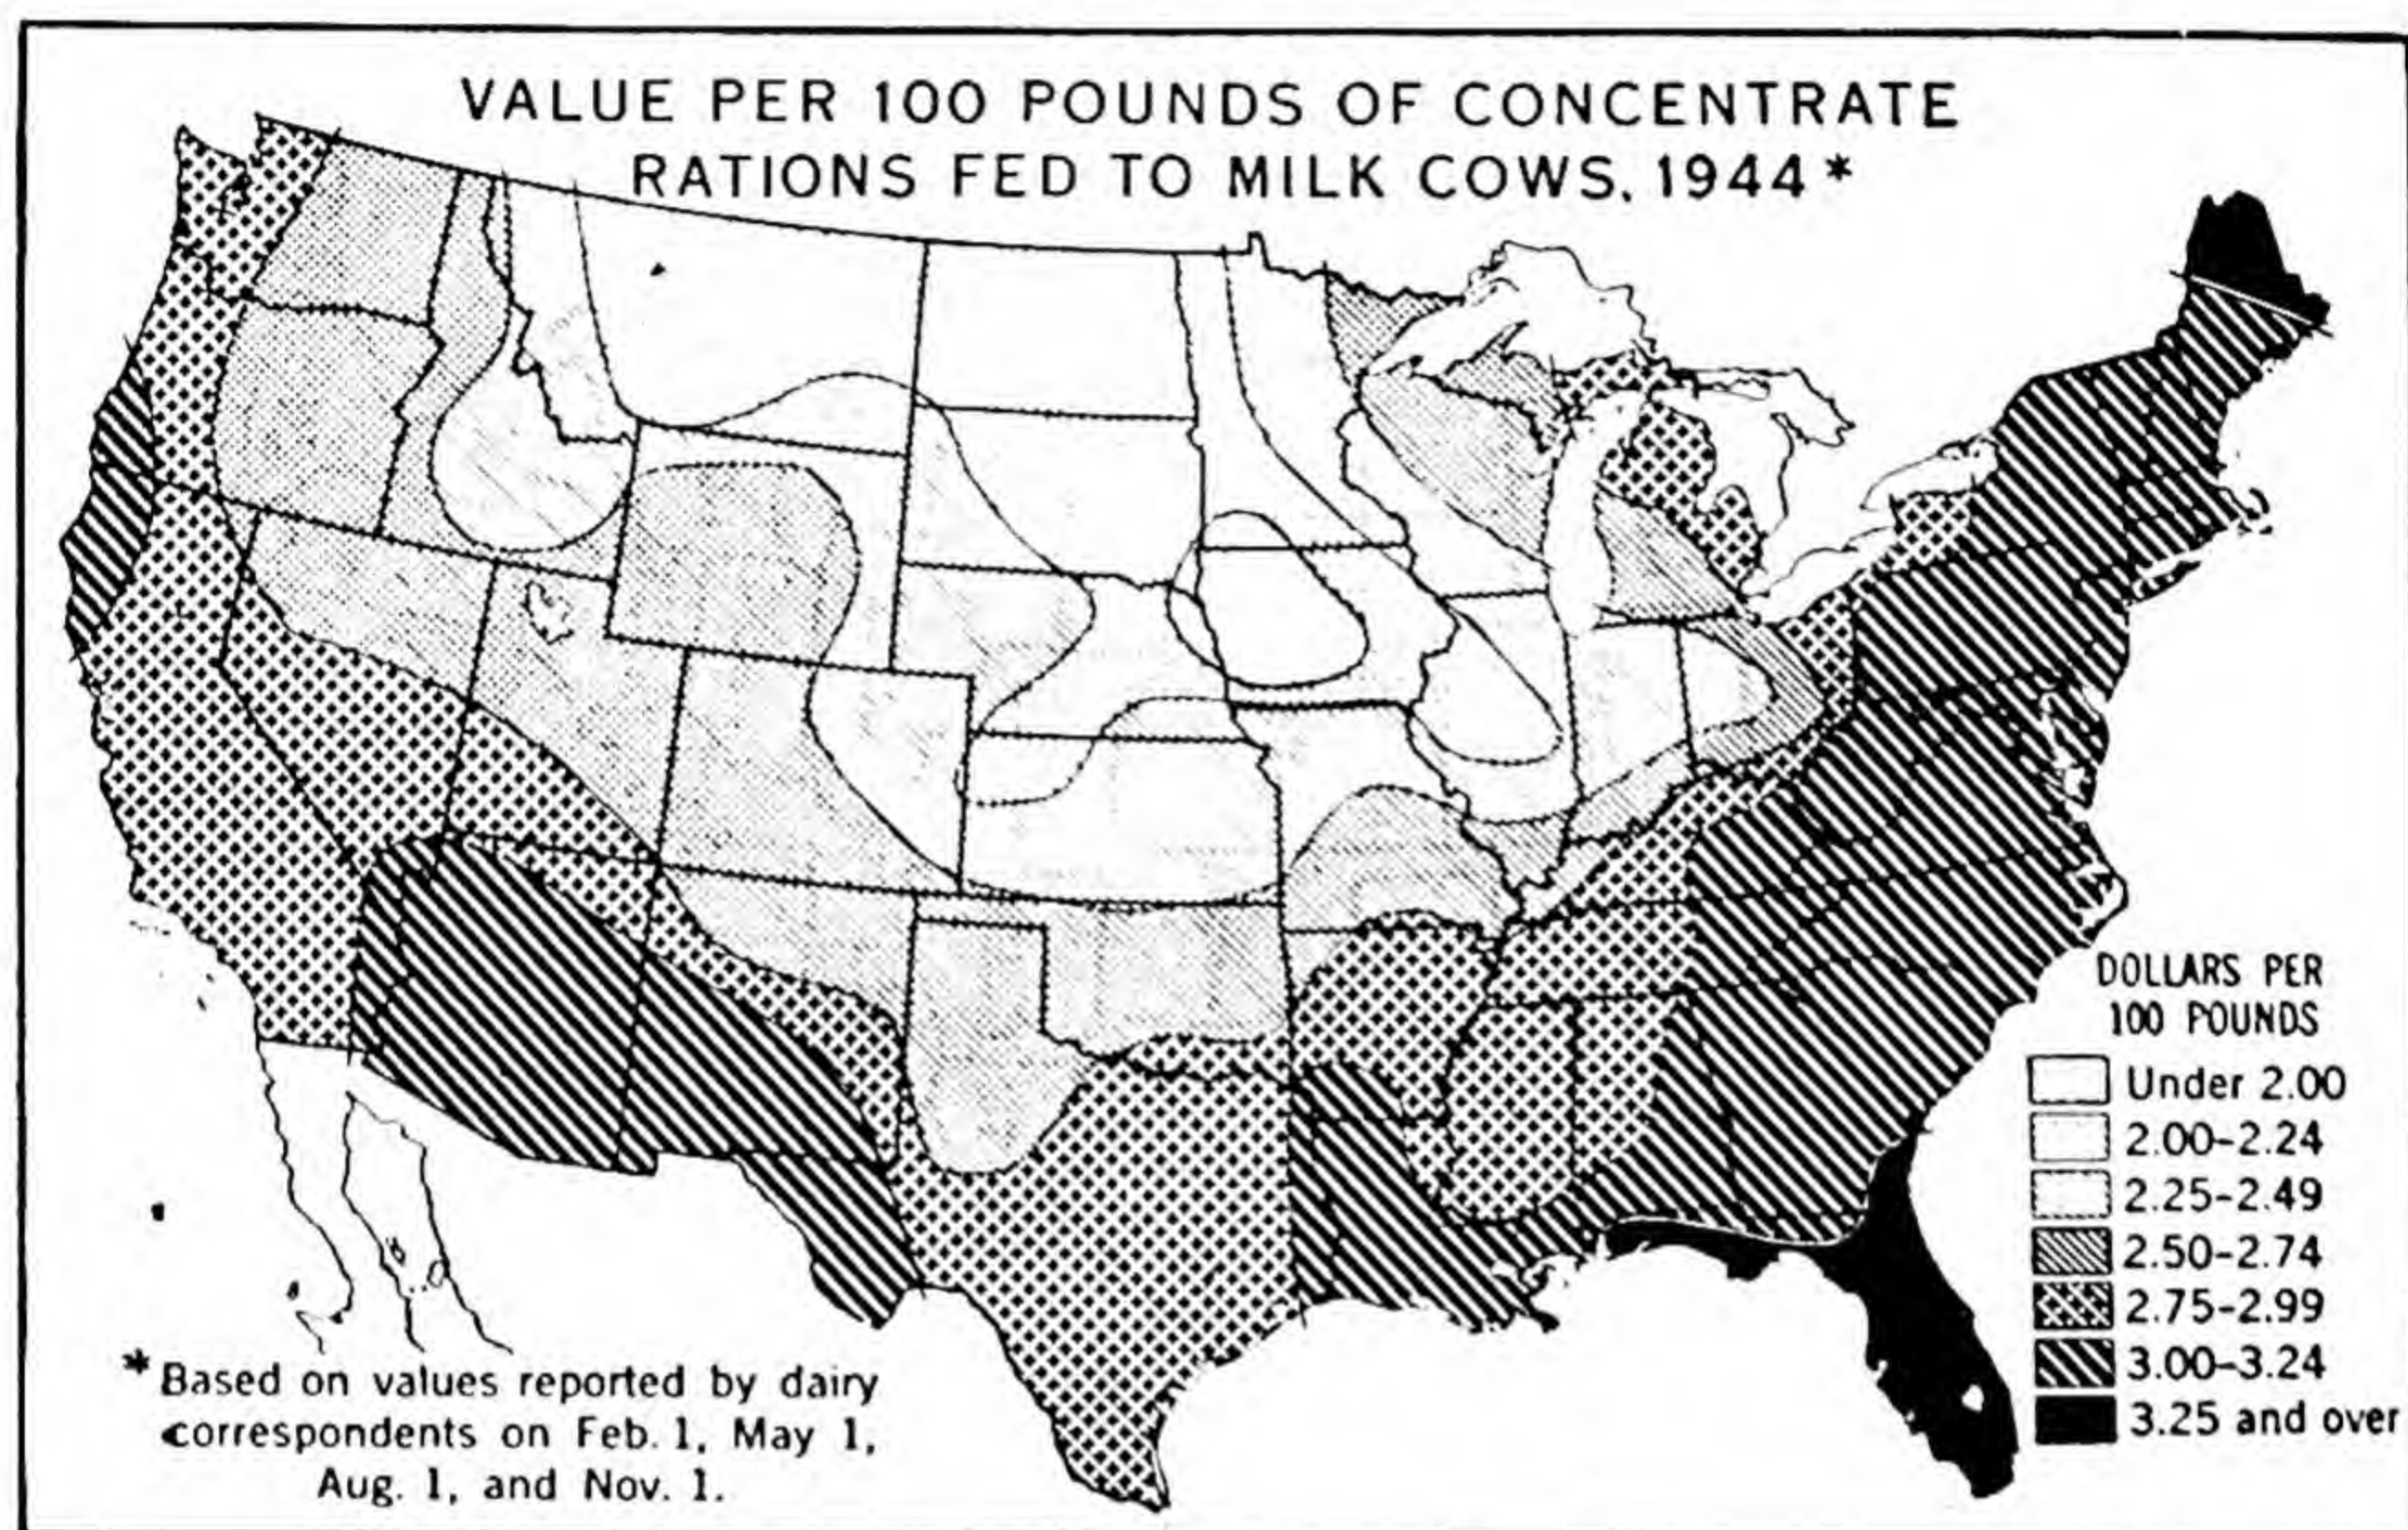 VALUE PER 100 POUNDS OF CONCENTRATE
RATIONS FED TO MILK COWS, 1944*
DOLLARS PER
100 POUNDS
Under 2.00
2.00-2.24
2.25-2.49
2.50-2.74
2.75-2.99
3.00-3.24
3.25 and over
* Based on values reported by dairy
correspondents on Feb. 1, May 1,
Aug. 1, and Nov. 1.